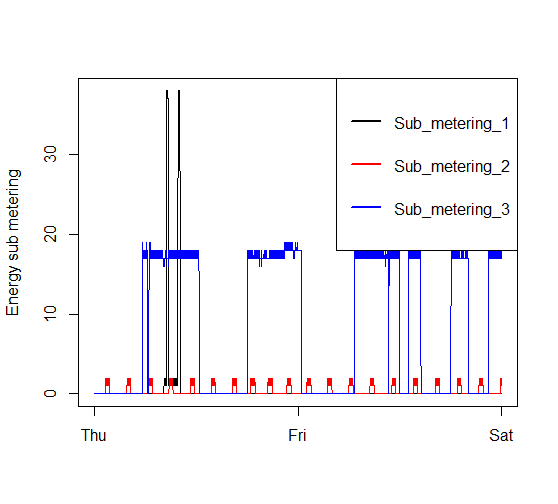 Sub_metering_1
Sub_metering_2
Sub_metering_3
Energy sub metering
30
20
10
0
Thu
Fri
Sat